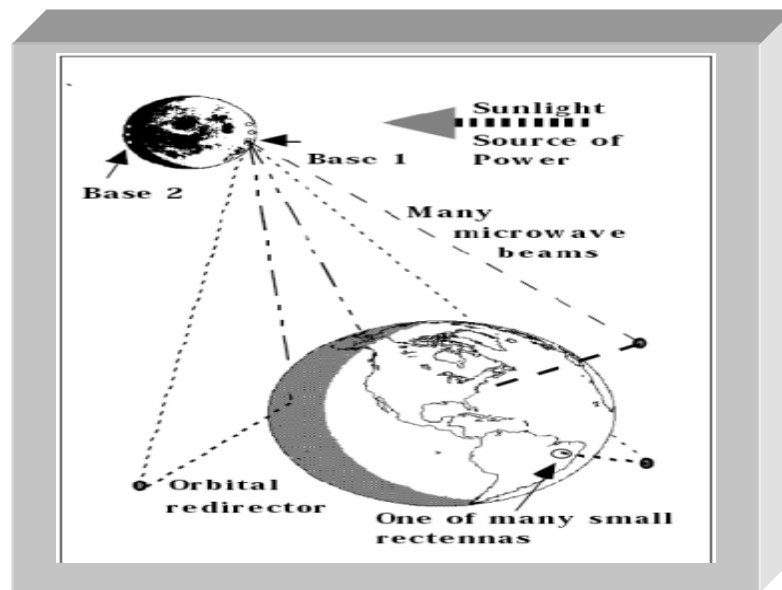 Sunlight
Source of
Power
Base 1
Base 2
Many
microwave
beams
Orbital
redirector
One of many small
rectennas